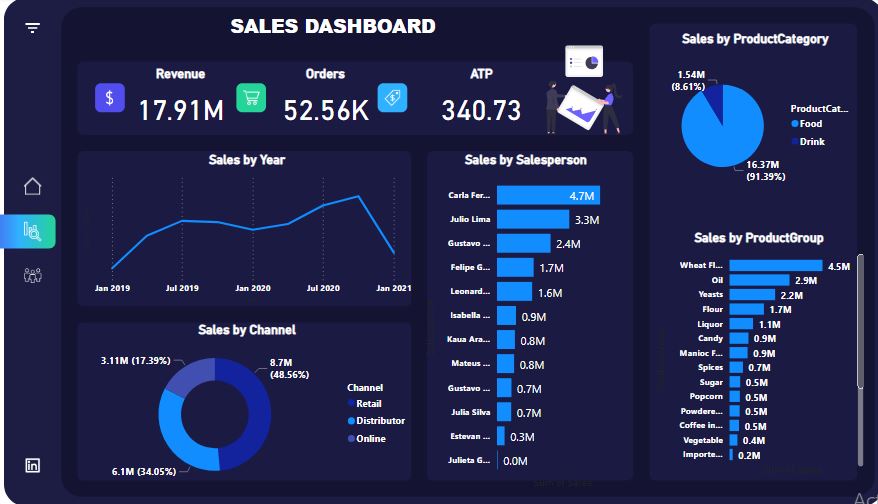 SALES DASHBOARD
Revenue
17.91M
Orders
52.56K
ATP
340.73
Sales by Year
Jan 2019
Jul 2019
Jan 2020
Jul 2020
Jan 2021
Sales by Channel
3.11M (17.39%)
8.7M
(48.56%)
6.1M (34.05%)
Channel
Retail
Distributor
Online
Sales by Salesperson
Carla Fer... 4.7M
Julio Lima 3.3M
Gustavo ... 2.4M
Felipe G... 1.7M
Leonard... 1.6M
Isabella ... 0.9M
Kaua Ara... 0.8M
Mateus ... 0.8M
Gustavo ... 0.7M
Julia Silva 0.7M
Estevan ... 0.3M
Julieta G... 0.0M
Sum of Sales
Sales by ProductCategory
1.54M
(8.61%)
16.37M
(91.39%)
ProductCat...
Food
Drink
Sales by ProductGroup
Wheat Fl... 4.5M
Oil 2.9M
Yeasts 2.2M
Flour 1.7M
Liquor 1.1M
Candy 0.9M
Manioc F... 0.9M
Spices 0.7M
Sugar 0.5M
Popcorn 0.5M
Powdere... 0.5M
Coffee in... 0.5M
Vegetable 0.4M
Importe... 0.2M
in